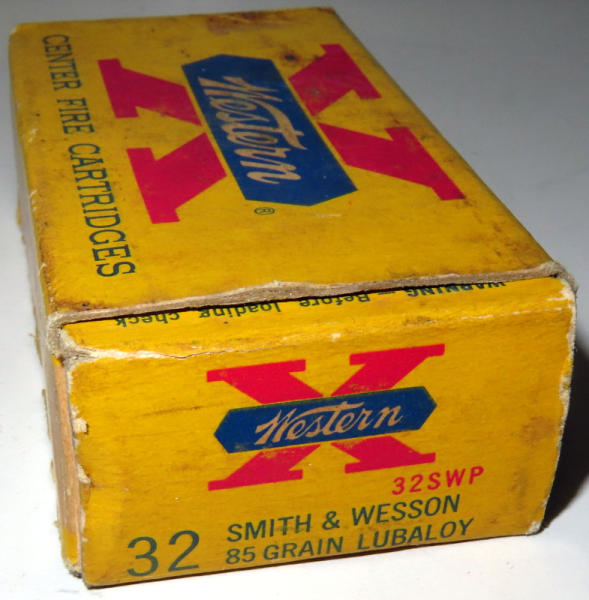 CENTER FIRE CARTRIDGES
Western
®
WARNING — Before loading check
Western
32SWP
32
SMITH & WESSON
85 GRAIN LUBALOY